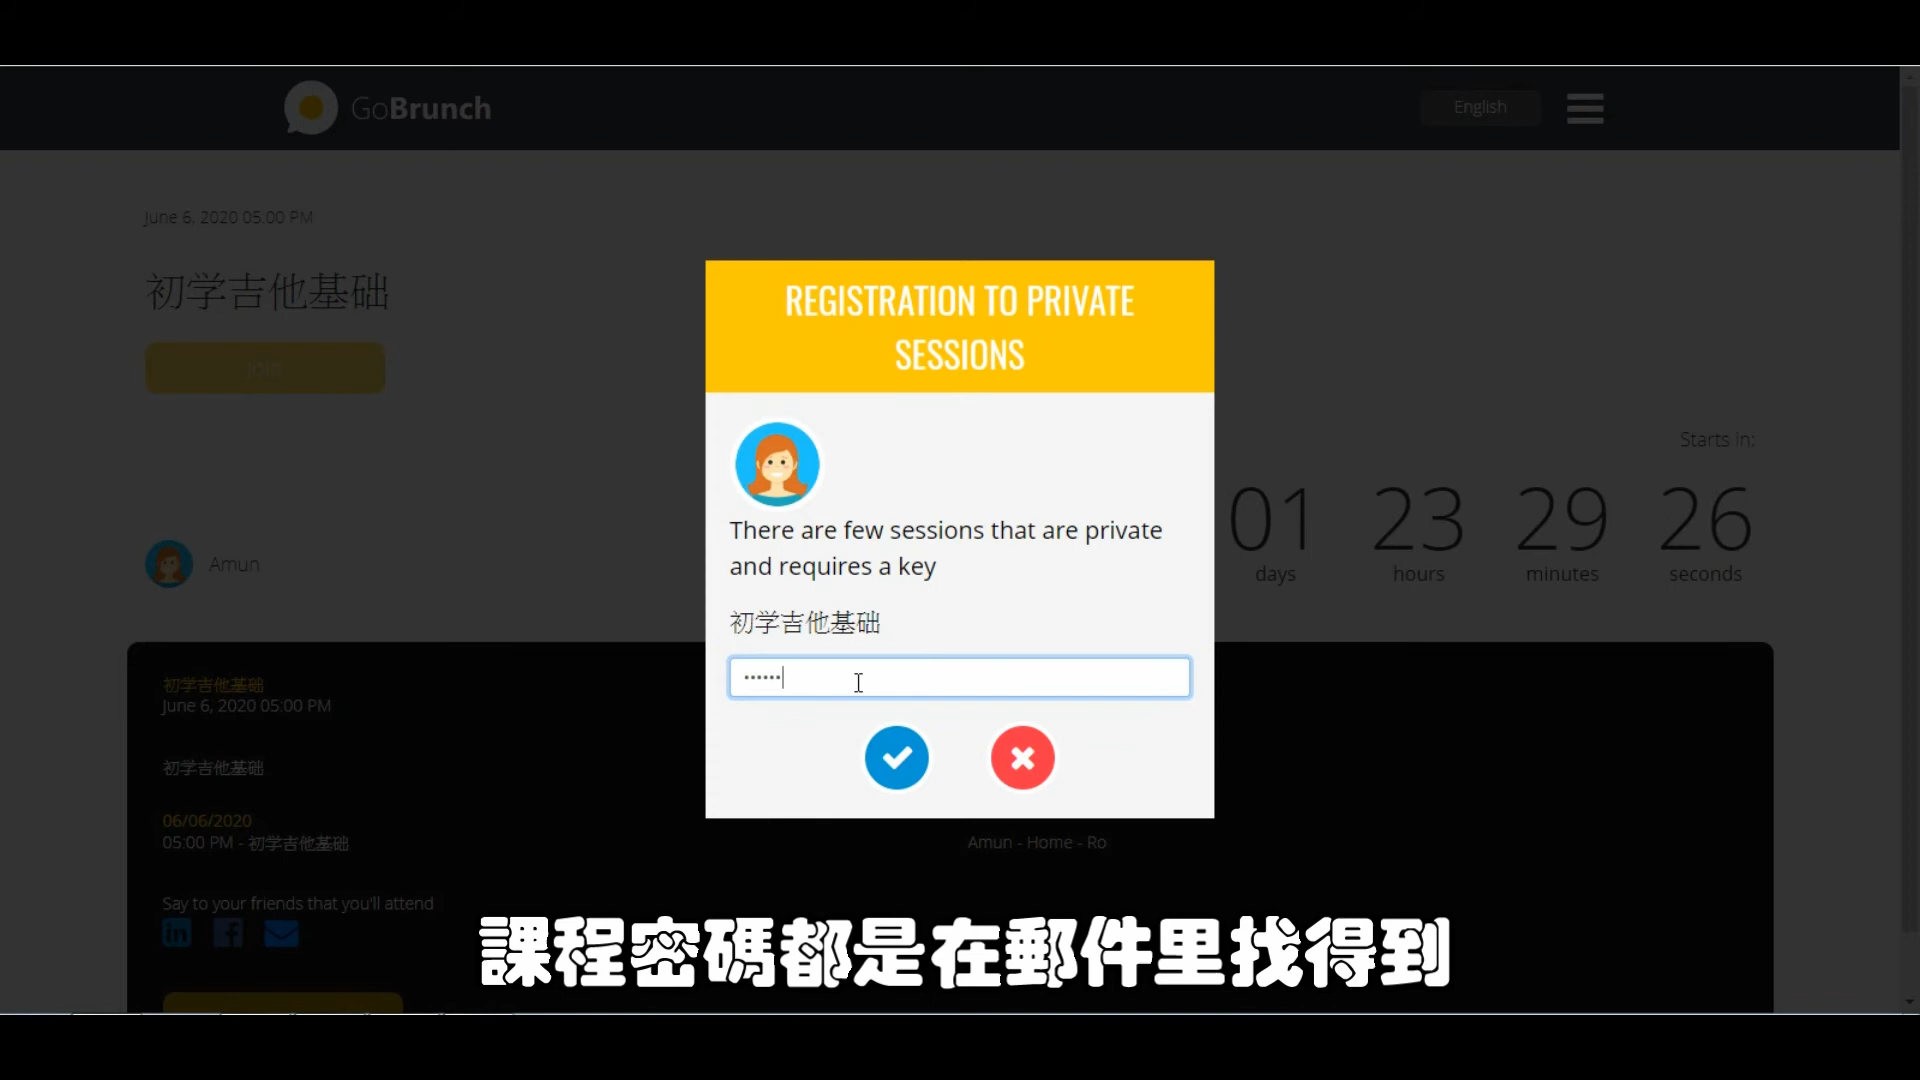 GoBrunch
English
June 6, 2020 05:00 PM
初学吉他基础
Join
REGISTRATION TO PRIVATE
SESSIONS
There are few sessions that are private
and requires a key
初学吉他基础
••••••
Starts in:
01 23 29 26
days hours minutes seconds
Amun
初学吉他基础
June 6, 2020 05:00 PM
初学吉他基础
06/06/2020
05:00 PM - 初学吉他基础
Amun - Home - Ro
Say to your friends that you'll attend
課程密碼都是在郵件里找得到